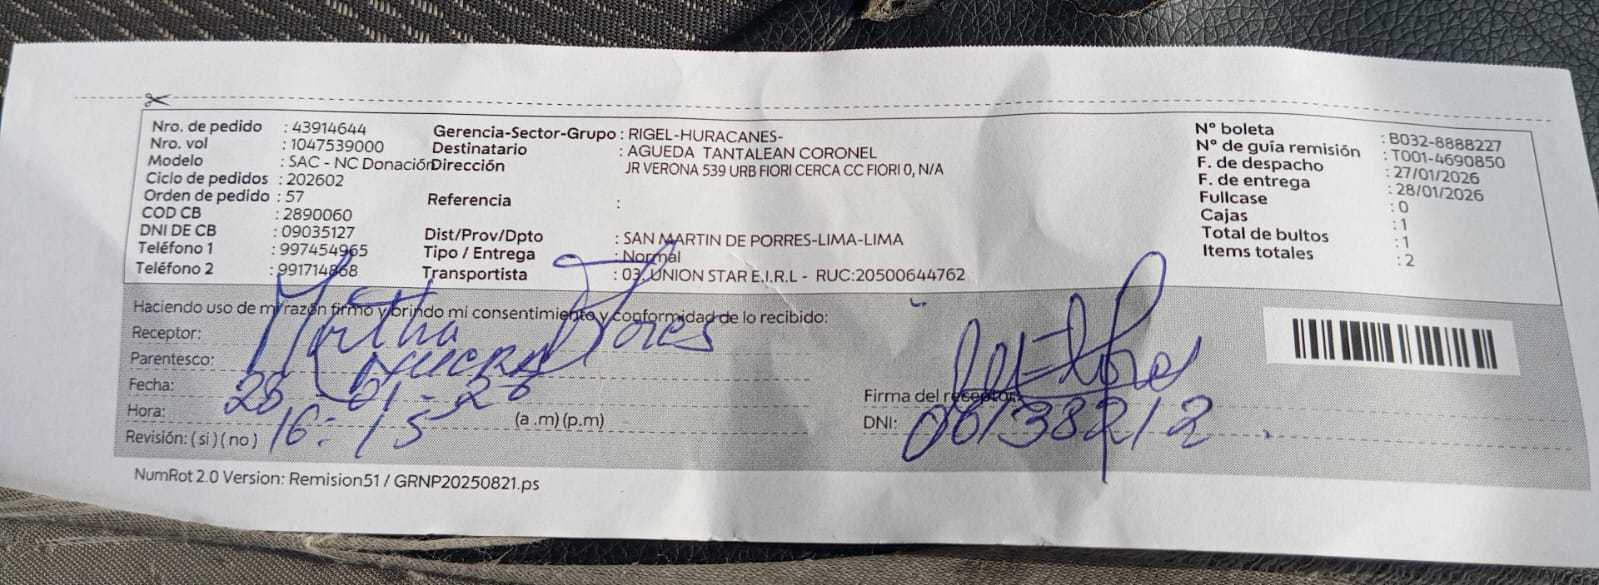 Nro. de pedido : 43914644
Nro. vol : 1047539000
Modelo : SAC - NC Donación
Ciclo de pedidos : 202602
Orden de pedido : 57
COD CB : 2890060
DNI DE CB : 09035127
Teléfono 1 : 997454965
Teléfono 2 : 991714868
Gerencia-Sector-Grupo : RIGEL-HURACANES-
Destinatario : AGUEDA TANTALEAN CORONEL
Dirección JR VERONA 539 URB FIORI CERCA CC FIORI 0, N/A
Referencia :
Dist/Prov/Dpto : SAN MARTIN DE PORRES-LIMA-LIMA
Tipo / Entrega : Normal
Transportista : 03, UNION STAR E.I.R.L - RUC:20500644762
N° boleta : B032-8888227
N° de guía remisión : T001-4690850
F. de despacho : 27/01/2026
F. de entrega : 28/01/2026
Fullcase : 0
Cajas : 1
Total de bultos : 1
Items totales : 2
Haciendo uso de mi razón firmo y brindo mi consentimiento y conformidad de lo recibido:
Receptor: Martha Flores
Parentesco:
Fecha: 28-01-26
Hora: 16:15 (a .m) (p.m)
Revisión: ( si ) ( no )
Firma del receptor:
DNI: 06138212
NumRot 2.0 Version: Remision51 / GRNP20250821.ps